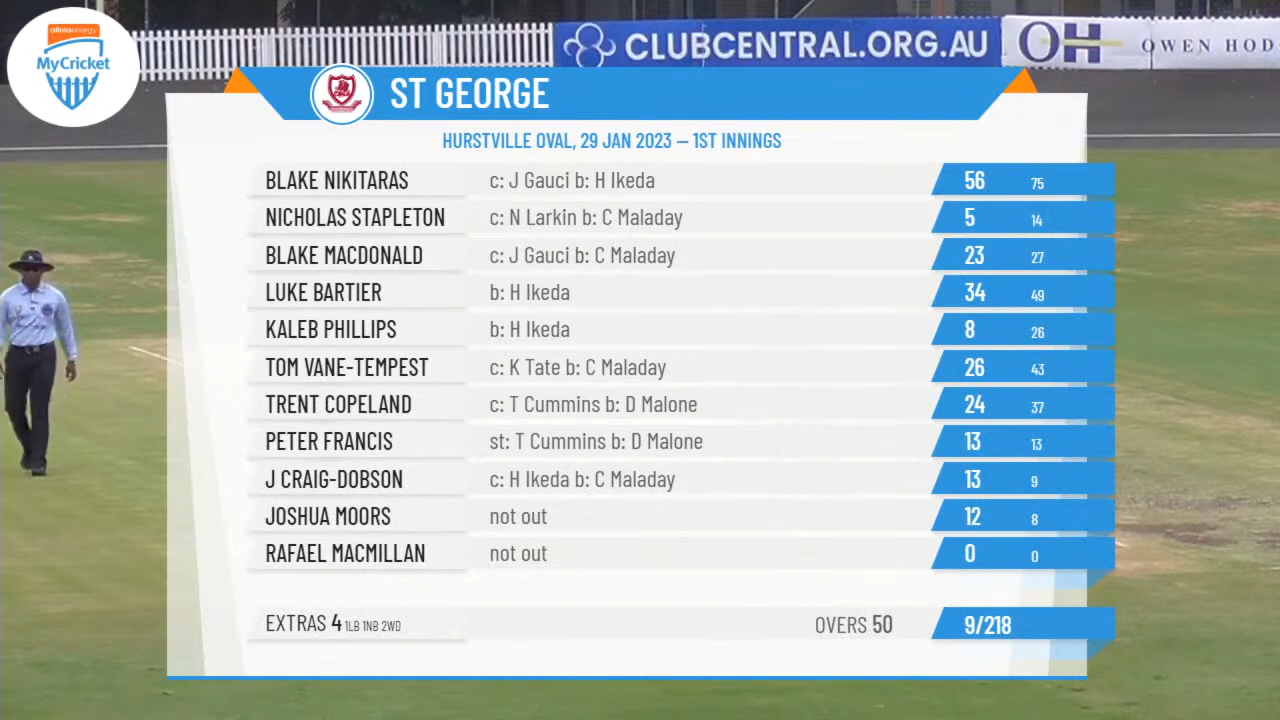 alintaenergy
MyCricket
CLUBCENTRAL.ORG.AU
OH OWEN HOD
ST GEORGE
HURSTVILLE OVAL, 29 JAN 2023 – 1ST INNINGS
BLAKE NIKITARAS c: J Gauci b: H Ikeda 56 75
NICHOLAS STAPLETON c: N Larkin b: C Maladay 5 14
BLAKE MACDONALD c: J Gauci b: C Maladay 23 27
LUKE BARTIER b: H Ikeda 34 49
KALEB PHILLIPS b: H Ikeda 8 26
TOM VANE-TEMPEST c: K Tate b: C Maladay 26 43
TRENT COPELAND c: T Cummins b: D Malone 24 37
PETER FRANCIS st: T Cummins b: D Malone 13 13
J CRAIG-DOBSON c: H Ikeda b: C Maladay 13 9
JOSHUA MOORS not out 12 8
RAFAEL MACMILLAN not out 0 0
EXTRAS 4 1LB 1NB 2WD OVERS 50 9/218